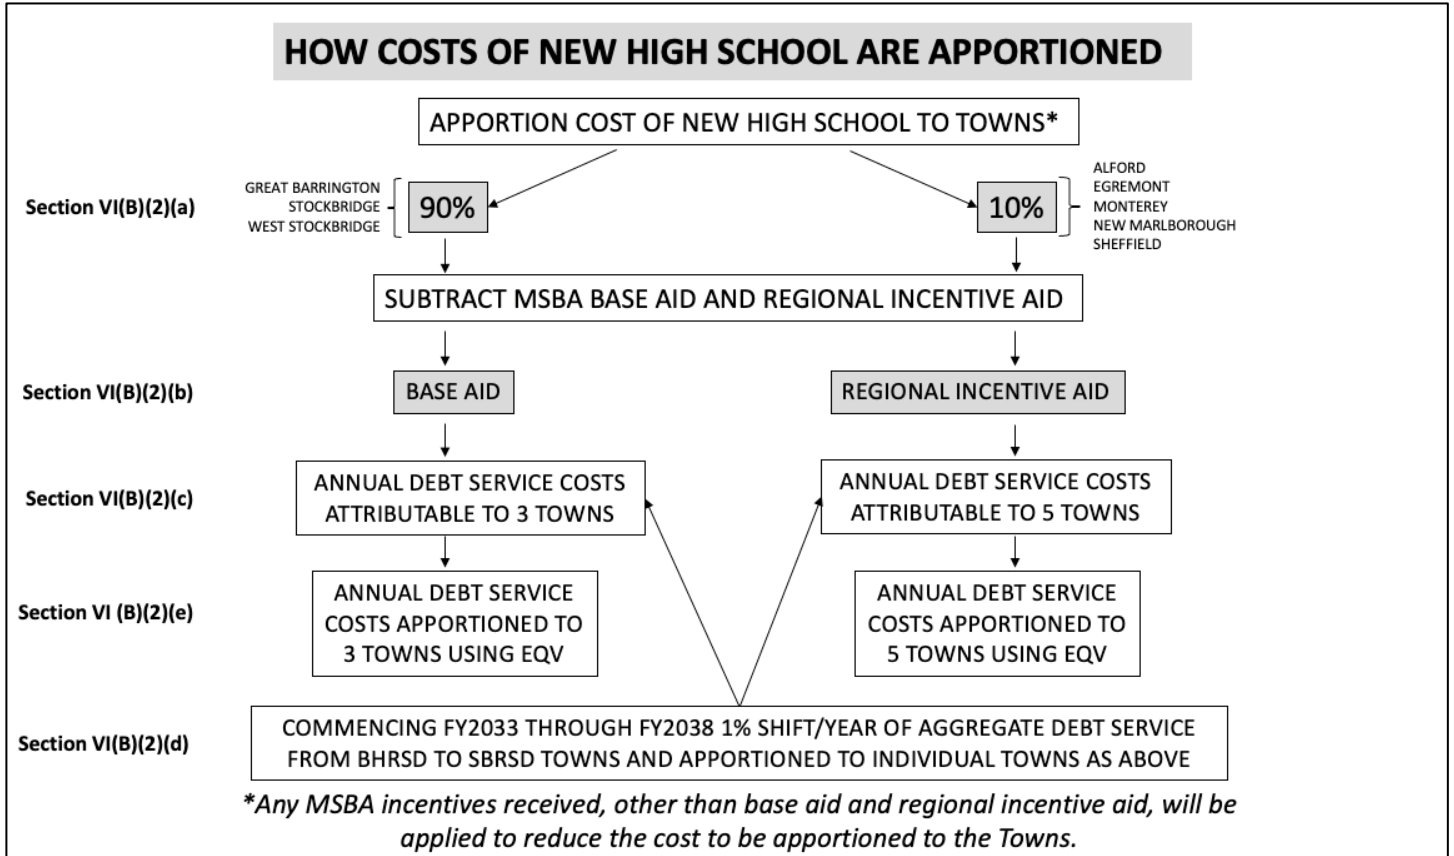 HOW COSTS OF NEW HIGH SCHOOL ARE APPORTIONED
APPORTION COST OF NEW HIGH SCHOOL TO TOWNS*
Section VI(B)(2)(a)
GREAT BARRINGTON
STOCKBRIDGE
WEST STOCKBRIDGE
90%
10%
ALFORD
EGREMONT
MONTEREY
NEW MARLBOROUGH
SHEFFIELD
SUBTRACT MSBA BASE AID AND REGIONAL INCENTIVE AID
Section VI(B)(2)(b)
BASE AID
REGIONAL INCENTIVE AID
Section VI(B)(2)(c)
ANNUAL DEBT SERVICE COSTS
ATTRIBUTABLE TO 3 TOWNS
ANNUAL DEBT SERVICE COSTS
ATTRIBUTABLE TO 5 TOWNS
Section VI (B)(2)(e)
ANNUAL DEBT SERVICE
COSTS APPORTIONED TO
3 TOWNS USING EQV
ANNUAL DEBT SERVICE
COSTS APPORTIONED TO
5 TOWNS USING EQV
Section VI(B)(2)(d)
COMMENCING FY2033 THROUGH FY2038 1% SHIFT/YEAR OF AGGREGATE DEBT SERVICE
FROM BHRSD TO SBRSD TOWNS AND APPORTIONED TO INDIVIDUAL TOWNS AS ABOVE
*Any MSBA incentives received, other than base aid and regional incentive aid, will be
applied to reduce the cost to be apportioned to the Towns.